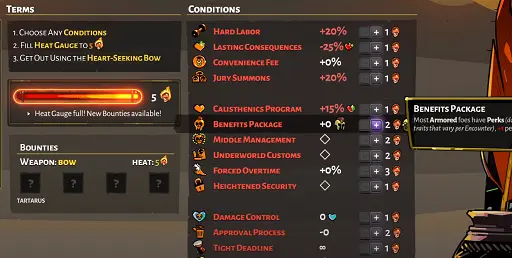 TERMS
1. CHOOSE ANY CONDITIONS
2. FILL HEAT GAUGE TO 5
3. GET OUT USING THE HEART-SEEKING BOW
5
▸ Heat Gauge full! New Bounties available!
BOUNTIES
WEAPON: BOW HEAT: 5
? ? ? ?
TARTARUS
CONDITIONS
HARD LABOR +20% + 1
LASTING CONSEQUENCES -25% + 1
CONVENIENCE FEE +0% + 1
JURY SUMMONS +20% + 1
CALISTHENICS PROGRAM +15% + 1
BENEFITS PACKAGE +0 + 2
MIDDLE MANAGEMENT + 2
UNDERWORLD CUSTOMS + 2
FORCED OVERTIME +0% + 3
HEIGHTENED SECURITY + 1
DAMAGE CONTROL 0 + 1
APPROVAL PROCESS -0 + 2
TIGHT DEADLINE ∞ + 1
BENEFITS PACKAGE
Most Armored foes have Perks (
traits that vary per Encounter),